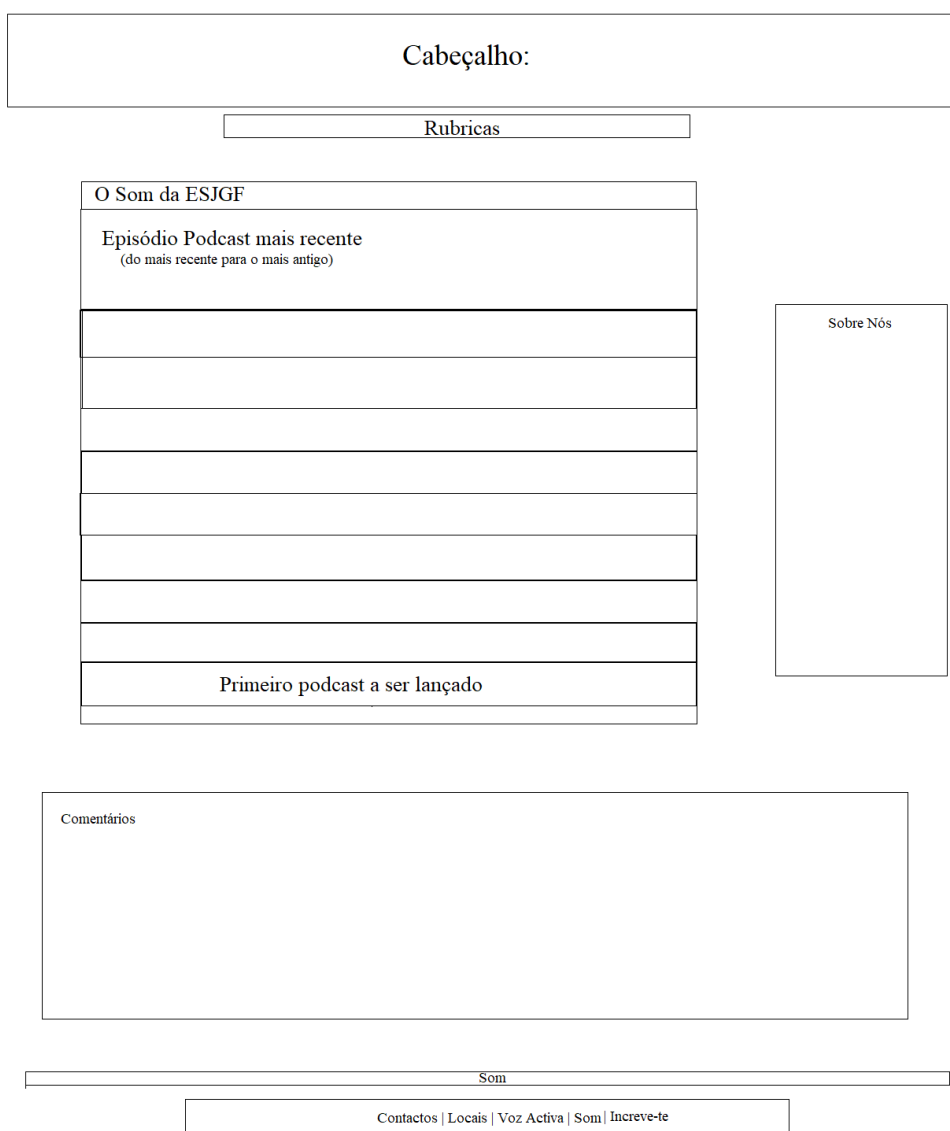 Cabeçalho:
Rubricas
O Som da ESJGF
Episódio Podcast mais recente
(do mais recente para o mais antigo)
Sobre Nós
Primeiro podcast a ser lançado
Comentários
Som
Contactos | Locais | Voz Activa | Som | Increve-te